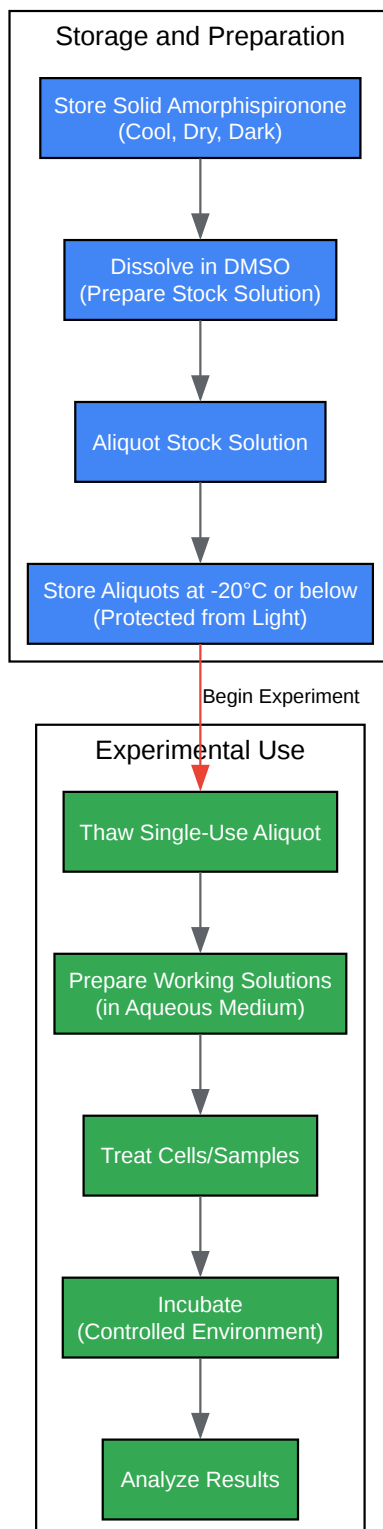 Storage and Preparation
Store Solid Amorphispironone
(Cool, Dry, Dark)
Dissolve in DMSO
(Prepare Stock Solution)
Aliquot Stock Solution
Store Aliquots at -20°C or below
(Protected from Light)
Begin Experiment
Experimental Use
Thaw Single-Use Aliquot
Prepare Working Solutions
(in Aqueous Medium)
Treat Cells/Samples
Incubate
(Controlled Environment)
Analyze Results